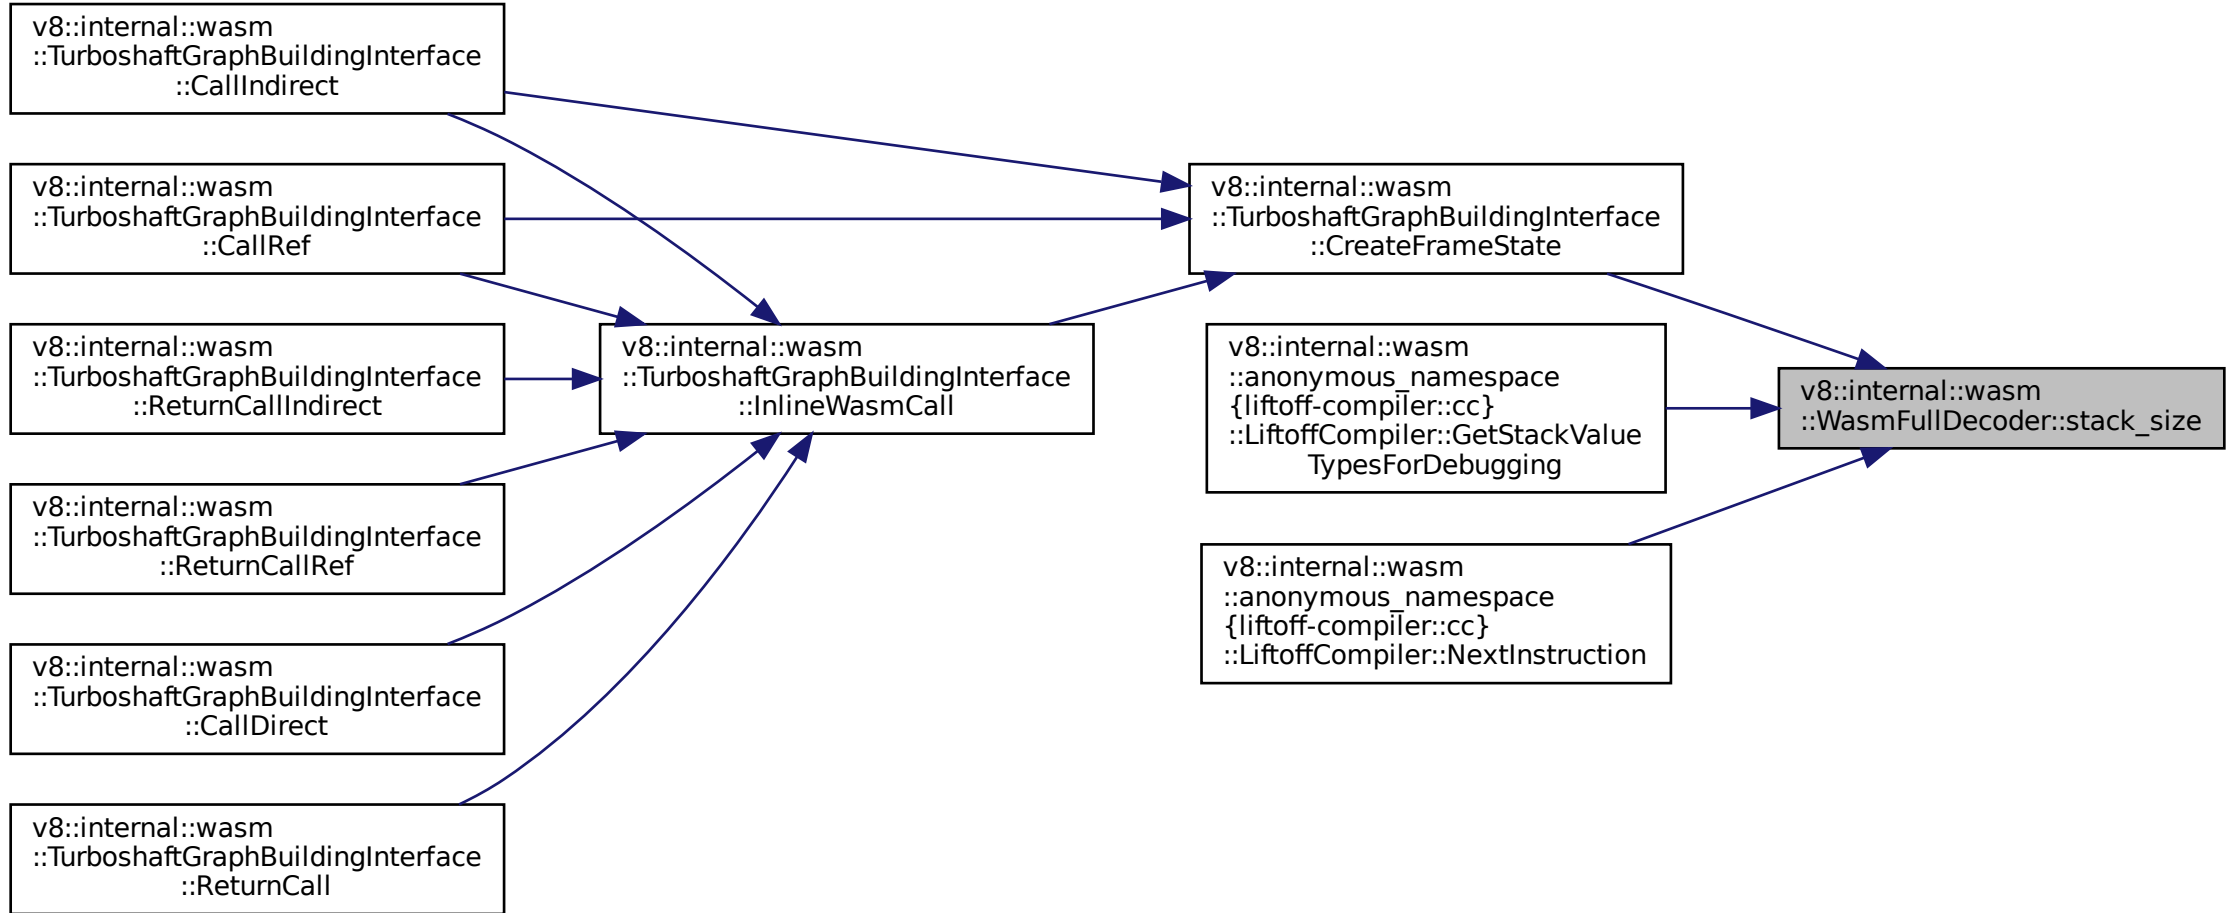 v8::internal::wasm
::TurboshaftGraphBuildingInterface
::CallIndirect
v8::internal::wasm
::TurboshaftGraphBuildingInterface
::CallRef
v8::internal::wasm
::TurboshaftGraphBuildingInterface
::ReturnCallIndirect
v8::internal::wasm
::TurboshaftGraphBuildingInterface
::ReturnCallRef
v8::internal::wasm
::TurboshaftGraphBuildingInterface
::CallDirect
v8::internal::wasm
::TurboshaftGraphBuildingInterface
::ReturnCall
v8::internal::wasm
::TurboshaftGraphBuildingInterface
::InlineWasmCall
v8::internal::wasm
::TurboshaftGraphBuildingInterface
::CreateFrameState
v8::internal::wasm
::anonymous_namespace
{liftoff-compiler::cc}
::LiftoffCompiler::GetStackValue
TypesForDebugging
v8::internal::wasm
::anonymous_namespace
{liftoff-compiler::cc}
::LiftoffCompiler::NextInstruction
v8::internal::wasm
::WasmFullDecoder::stack_size